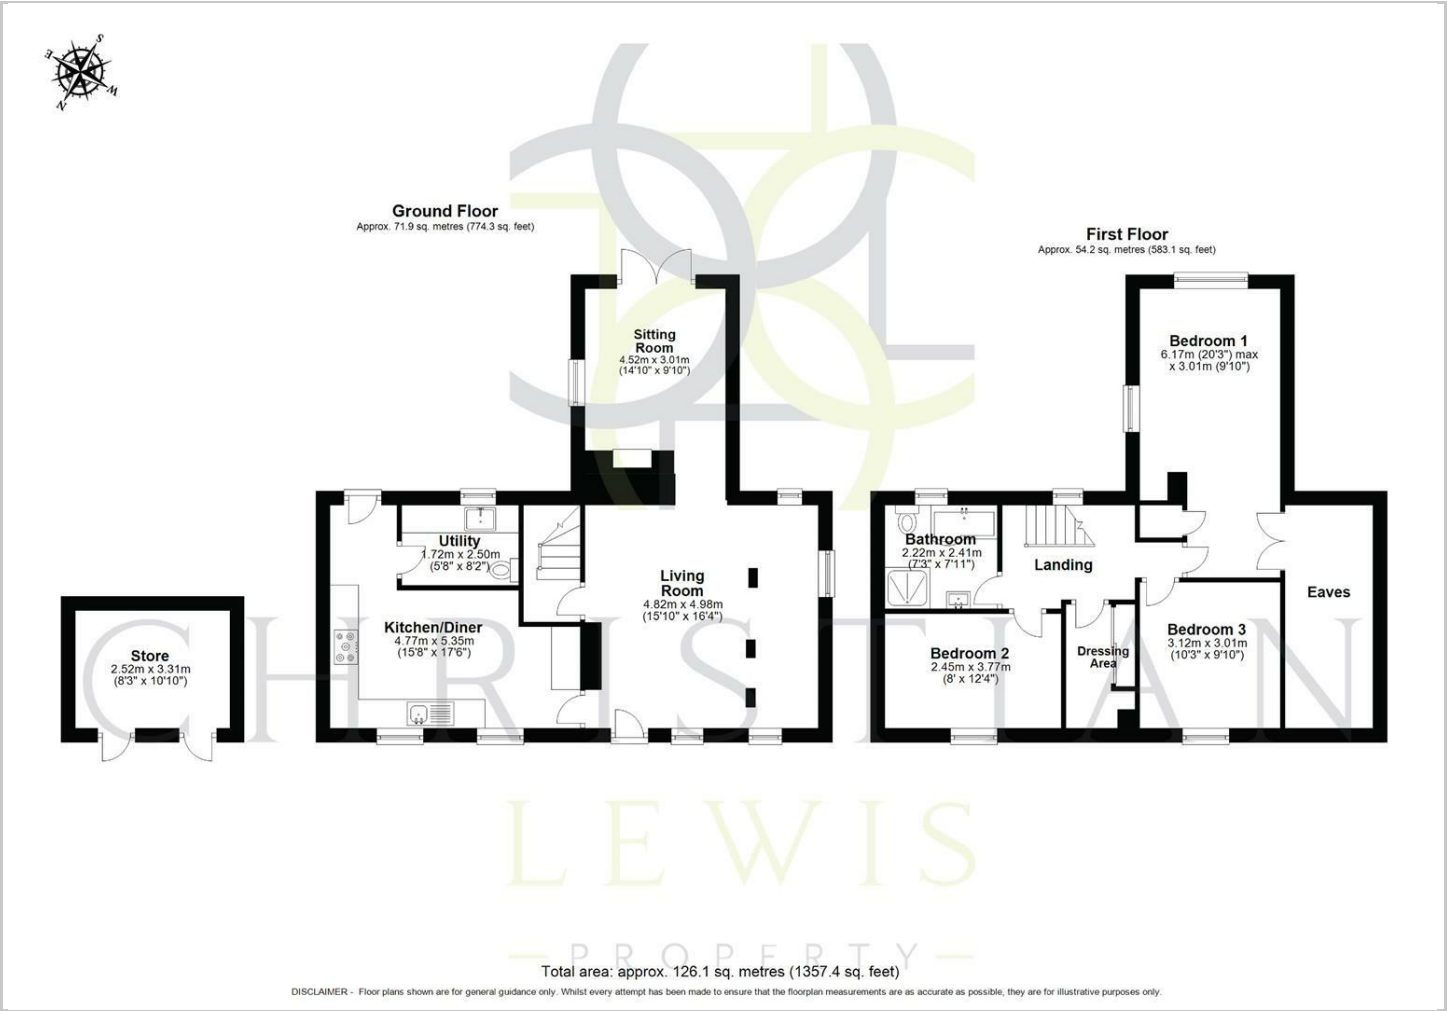 S
E
W
N
Ground Floor
Approx. 71.9 sq. metres (774.3 sq. feet)
Sitting
Room
4.52m x 3.01m
(14'10" x 9'10")
Utility
1.72m x 2.50m
(5'8" x 8'2")
Living
Room
4.82m x 4.98m
(15'10" x 16'4")
Kitchen/Diner
4.77m x 5.35m
(15'8" x 17'6")
Store
2.52m x 3.31m
(8'3" x 10'10")
First Floor
Approx. 54.2 sq. metres (583.1 sq. feet)
Bedroom 1
6.17m (20'3") max
x 3.01m (9'10")
Bathroom
2.22m x 2.41m
(7'3" x 7'11")
Landing
Eaves
Bedroom 2
2.45m x 3.77m
(8' x 12'4")
Dressing
Area
Bedroom 3
3.12m x 3.01m
(10'3" x 9'10")
CHRISTIAN
LEWIS
PROPERTY
Total area: approx. 126.1 sq. metres (1357.4 sq. feet)
DISCLAIMER - Floor plans shown are for general guidance only. Whilst every attempt has been made to ensure that the floorplan measurements are as accurate as possible, they are for illustrative purposes only.